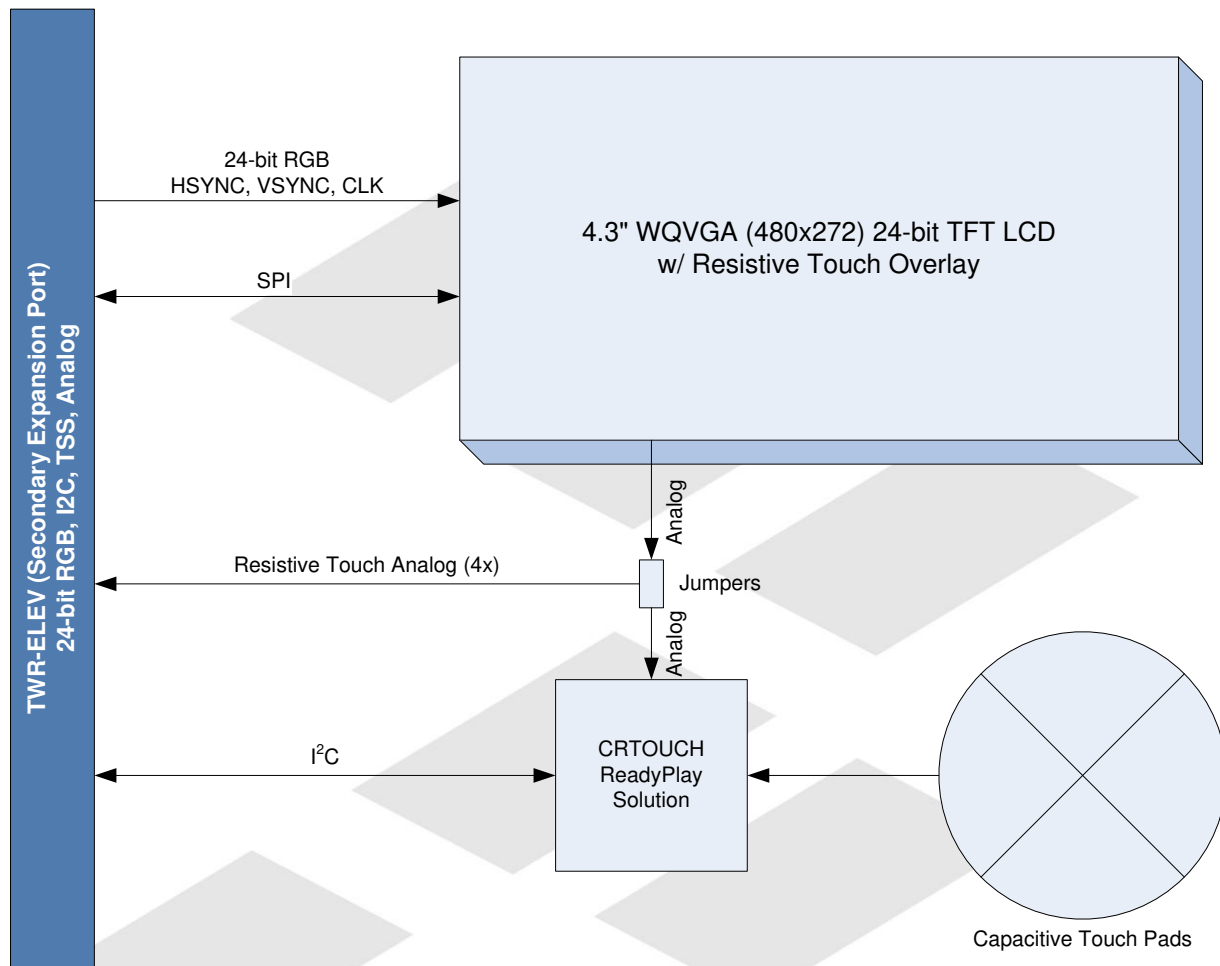 24-bit RGB
HSYNC, VSYNC, CLK
4.3" WQVGA (480x272) 24-bit TFT LCD
w/ Resistive Touch Overlay
SPI
TWR-ELEV (Secondary Expansion Port)
24-bit RGB, I2C, TSS, Analog
Analog
Resistive Touch Analog (4x)
Jumpers
Analog
I²C
CRTOUCH
ReadyPlay
Solution
Capacitive Touch Pads